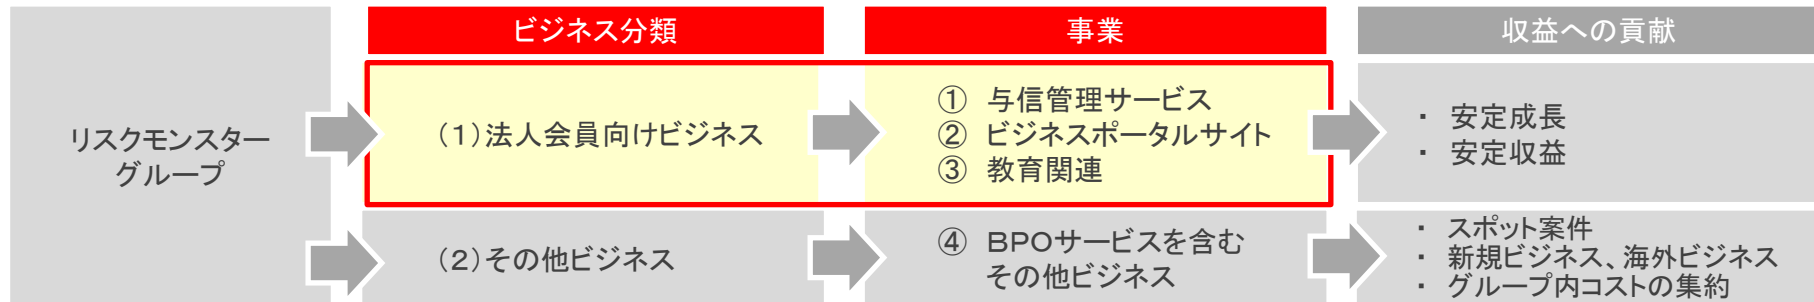 ビジネス分類
事業
収益への貢献
リスクモンスター
グループ
（1）法人会員向けビジネス
① 与信管理サービス
② ビジネスポータルサイト
③ 教育関連
・ 安定成長
・ 安定収益
（2）その他ビジネス
④ BPOサービスを含む
その他ビジネス
・ スポット案件
・ 新規ビジネス、海外ビジネス
・ グループ内コストの集約